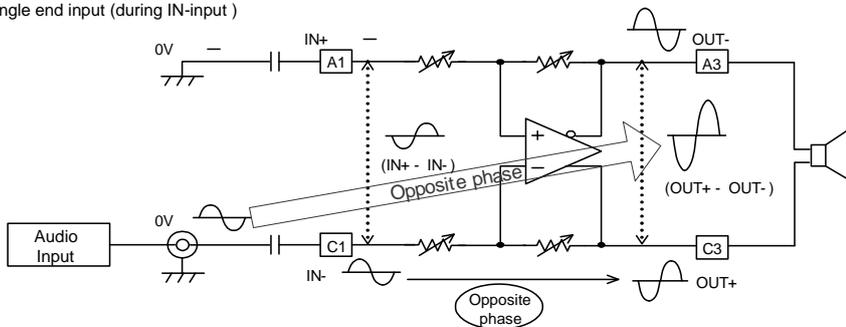 ngle end input (during IN-input )
0V
IN+
A1
OUT-
A3
+
−
(IN+ - IN-)
Opposite phase
(OUT+ - OUT-)
0V
Audio
Input
C1
C3
IN-
OUT+
Opposite
phase